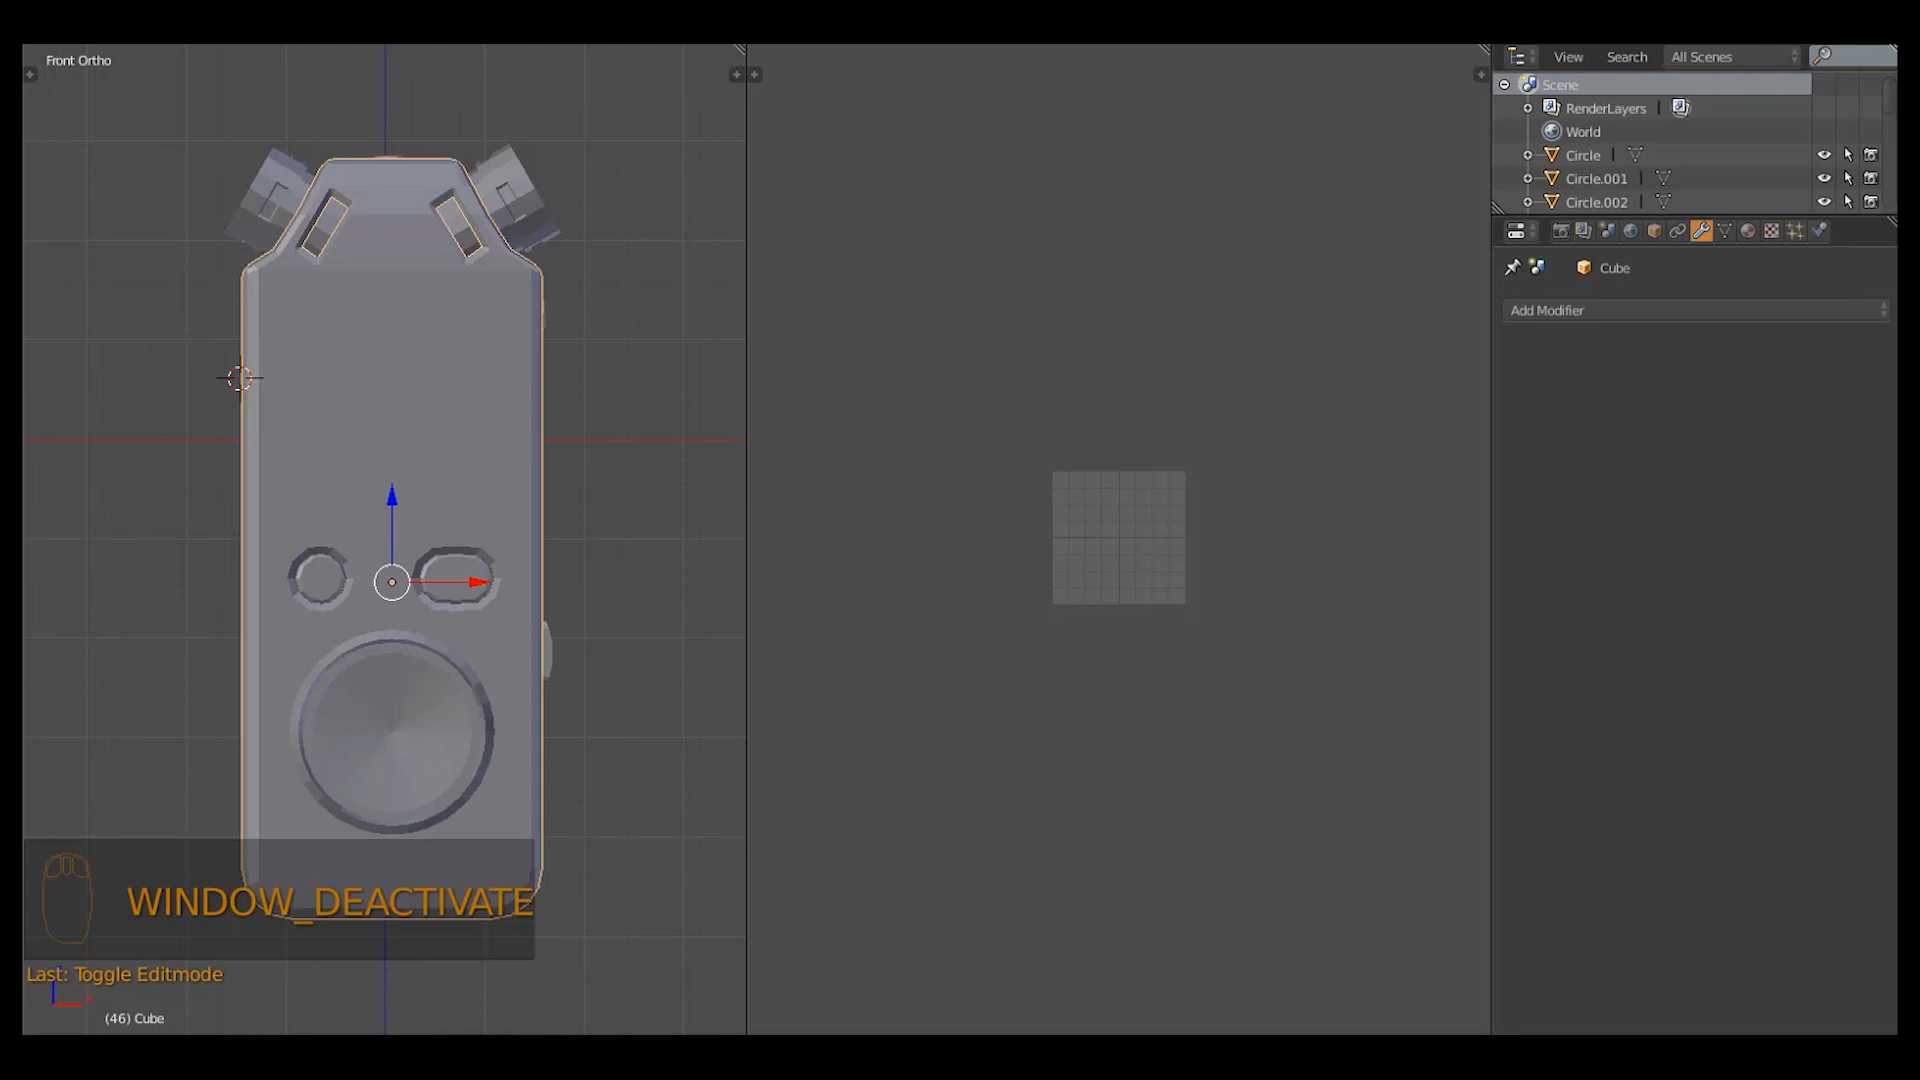 Front Ortho
View Search All Scenes
Scene
RenderLayers
World
Circle
Circle.001
Circle.002
Cube
Add Modifier
WINDOW_DEACTIVATE
Last: Toggle Editmode
(46) Cube